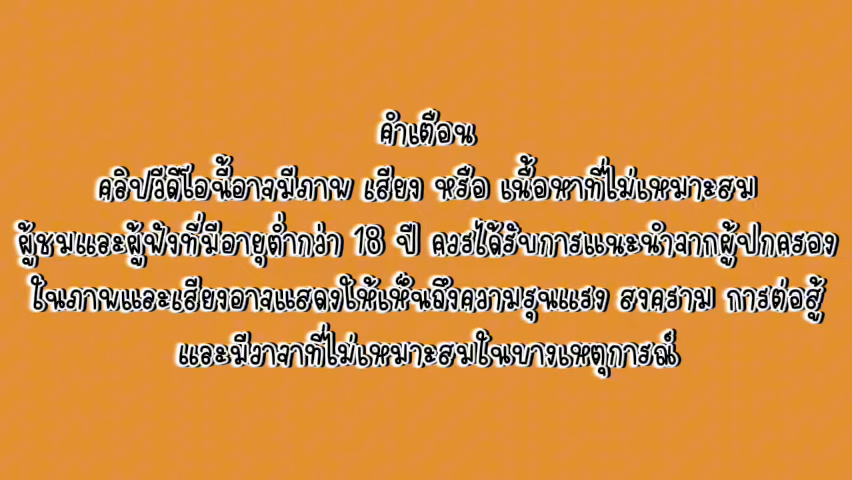 คำเตือน
คลิปวีดีโอนี้อาจมีภาพ เสียง หรือ เนื้อหาที่ไม่เหมาะสม
ผู้ชมและผู้ฟังที่มีอายุต่ำกว่า 18 ปี ควรได้รับการแนะนำจากผู้ปกครอง
ในภาพและเสียงอาจแสดงให้เห็นถึงความรุนแรง สงคราม การต่อสู้
และมีวาจาที่ไม่เหมาะสมในบางเหตุการณ์